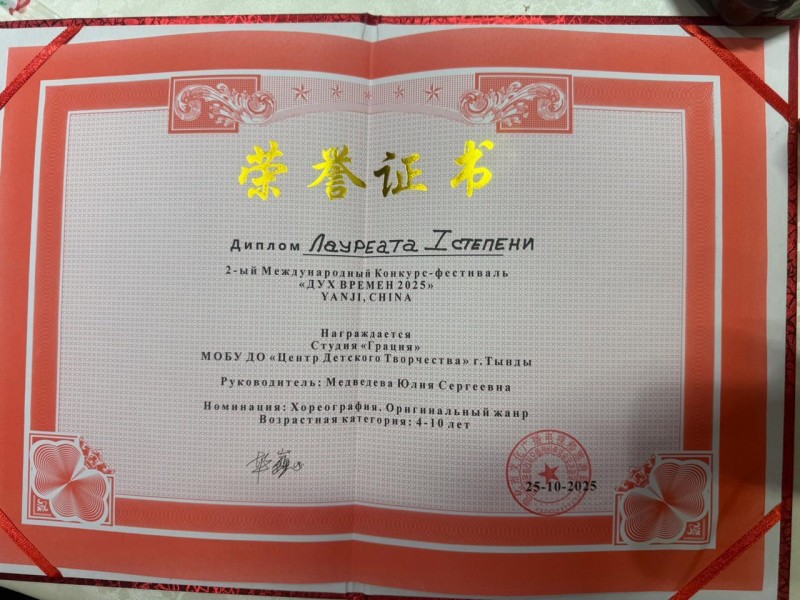 荣誉证书
Диплом Лауреата I степени
2-ый Международный Конкурс-фестиваль
«ДУХ ВРЕМЕН 2025»
YANJI, CHINA
Награждается
Студия «Грация»
МОБУ ДО «Центр Детского Творчества» г.Тынды
Руководитель: Медведева Юлия Сергеевна
Номинация: Хореография. Оригинальный жанр
Возрастная категория: 4-10 лет
25-10-2025